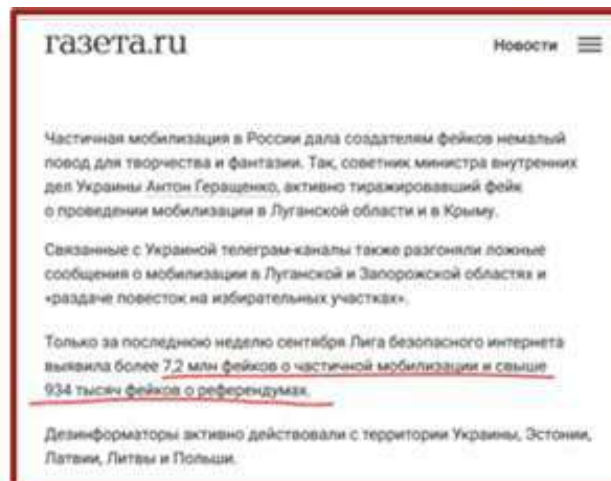 газета.ru
Новости
Частичная мобилизация в России дала создателям фейков немалый
повод для творчества и фантазии. Так, советник министра внутренних
дел Украины Антон Геращенко, активно тиражировавший фейк
о проведении мобилизации в Луганской области и в Крыму.
Связанные с Украиной телеграм-каналы также разгоняли ложные
сообщения о мобилизации в Луганской и Запорожской областях и
«раздаче повесток на избирательных участках».
Только за последнюю неделю сентября Лига безопасного интернета
выявила более 7,2 млн фейков о частичной мобилизации и свыше
934 тысяч фейков о референдумах.
Дезинформаторы активно действовали с территории Украины, Эстонии,
Латвии, Литвы и Польши.